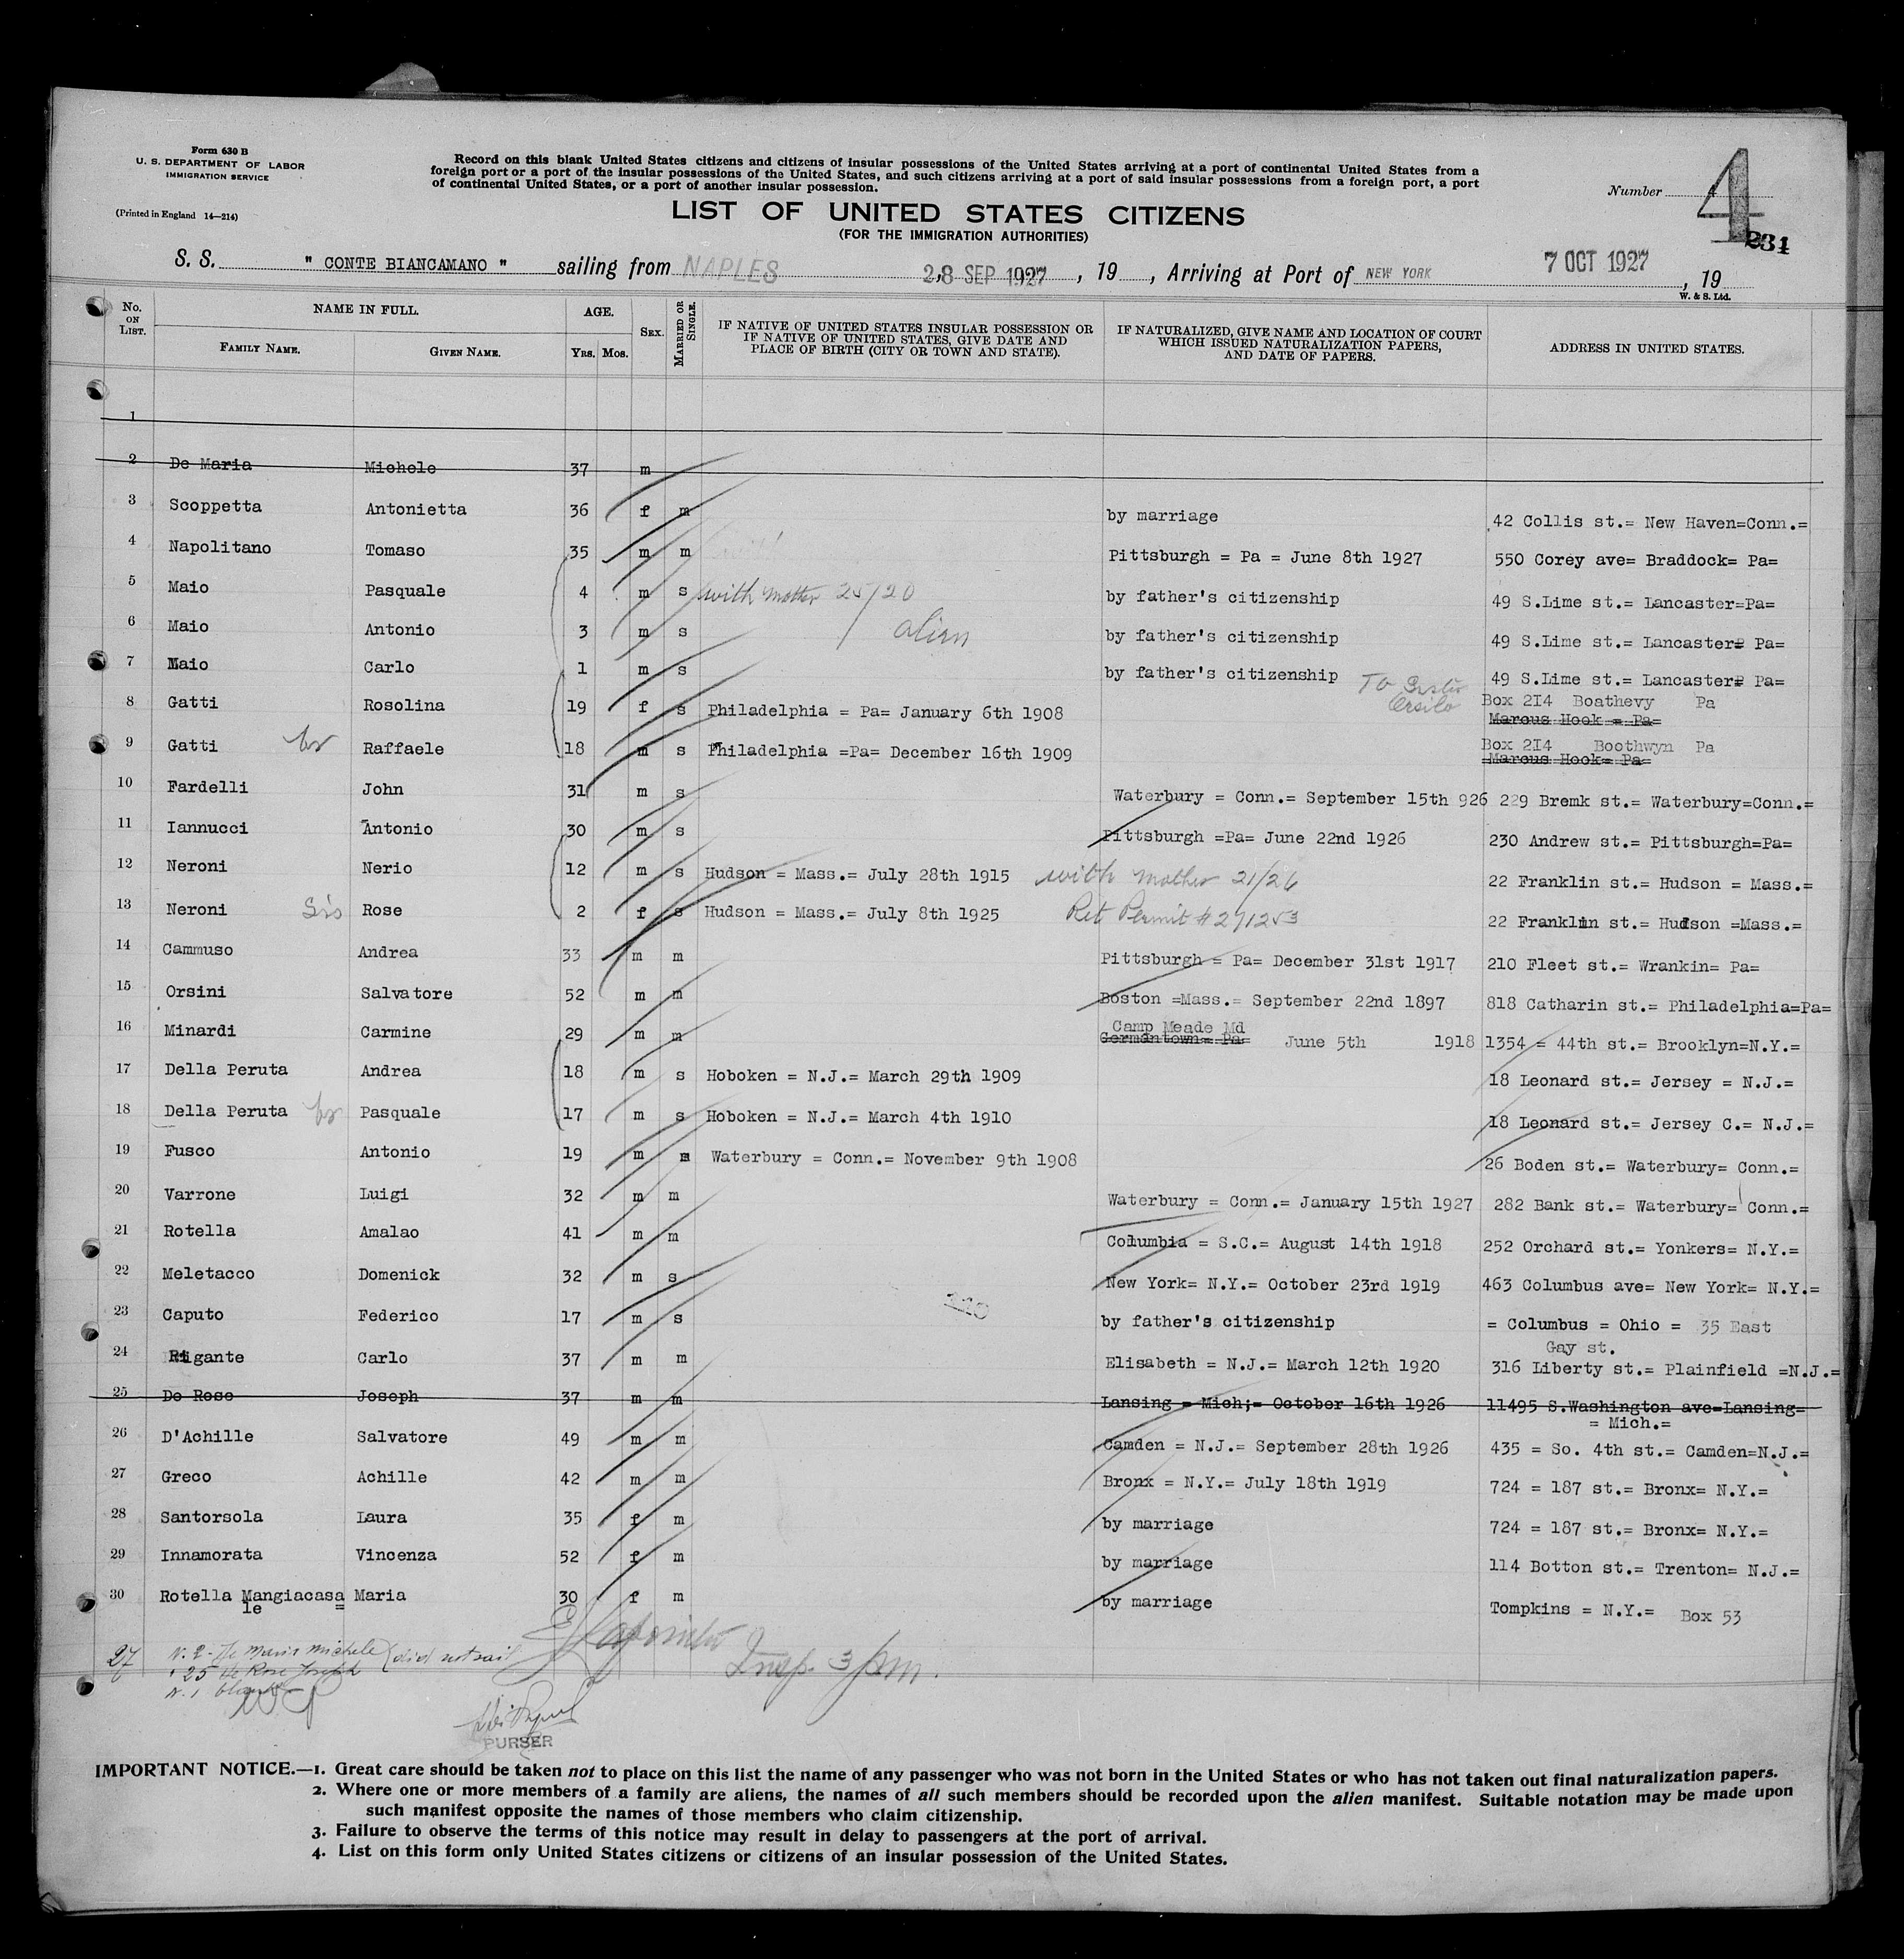 Form 630 B
U. S. DEPARTMENT OF LABOR
IMMIGRATION SERVICE
(Printed in England 14—214)
Record on this blank United States citizens and citizens of insular possessions of the United States arriving at a port of continental United States from a
foreign port or a port of the insular possessions of the United States, and such citizens arriving at a port of said insular possessions from a foreign port, a port
of continental United States, or a port of another insular possession.
Number 4
4
234
LIST OF UNITED STATES CITIZENS
(FOR THE IMMIGRATION AUTHORITIES)
S. S. " CONTE BIANCAMANO " sailing from NAPLES 28 SEP 1927, 19 , Arriving at Port of NEW YORK 7 OCT 1927, 19
W. & S. Ltd.
No. ON LIST. NAME IN FULL. FAMILY NAME. GIVEN NAME. AGE. YRS. MOS. SEX. MARRIED OR SINGLE. IF NATIVE OF UNITED STATES INSULAR POSSESSION OR IF NATIVE OF UNITED STATES, GIVE DATE AND PLACE OF BIRTH (CITY OR TOWN AND STATE). IF NATURALIZED, GIVE NAME AND LOCATION OF COURT WHICH ISSUED NATURALIZATION PAPERS, AND DATE OF PAPERS. ADDRESS IN UNITED STATES.
1
2 De Maria Michele 37 m
3 Scoppetta Antonietta 36 f m by marriage 42 Collis st.= New Haven=Conn.=
4 Napolitano Tomaso 35 m m Pittsburgh = Pa = June 8th 1927 550 Corey ave= Braddock= Pa=
5 Maio Pasquale 4 m s with mother 25/20 by father's citizenship 49 S.Lime st.= Lancaster=Pa=
6 Maio Antonio 3 m s alien by father's citizenship 49 S.Lime st.= Lancaster= Pa=
7 Maio Carlo 1 m s by father's citizenship 49 S.Lime st.= Lancaster= Pa=
8 Gatti Rosolina 19 f s Philadelphia = Pa= January 6th 1908 To Box 214 Boathevy Pa
Marcus Hook = Pa=
9 Gatti br Raffaele 18 m s Philadelphia =Pa= December 16th 1909 Box 214 Boothwyn Pa
Marcus Hook= Pa=
10 Fardelli John 31 m s Waterbury = Conn.= September 15th 926 229 Bremk st.= Waterbury=Conn.=
11 Iannucci Antonio 30 m s Pittsburgh =Pa= June 22nd 1926 230 Andrew st.= Pittsburgh=Pa=
12 Neroni Nerio 12 m s Hudson = Mass.= July 28th 1915 with mother 21/26 22 Franklin st.= Hudson = Mass.=
13 Neroni Sis Rose 2 f s Hudson = Mass.= July 8th 1925 Ret Permit # 271253 22 Franklin st.= Hudson =Mass.=
14 Cammuso Andrea 33 m m Pittsburgh = Pa= December 31st 1917 210 Fleet st.= Wrankin= Pa=
15 Orsini Salvatore 52 m m Boston =Mass.= September 22nd 1897 818 Catharin st.= Philadelphia=Pa=
16 Minardi Carmine 29 m m Camp Meade Md
Germantown= Pa= June 5th 1918 1354 = 44th st.= Brooklyn=N.Y.=
17 Della Peruta Andrea 18 m s Hoboken = N.J.= March 29th 1909 18 Leonard st.= Jersey = N.J.=
18 Della Peruta br Pasquale 17 m s Hoboken = N.J.= March 4th 1910 18 Leonard st.= Jersey C.= N.J.=
19 Fusco Antonio 19 m s Waterbury = Conn.= November 9th 1908 26 Boden st.= Waterbury= Conn.=
20 Varrone Luigi 32 m m Waterbury = Conn.= January 15th 1927 282 Bank st.= Waterbury= Conn.=
21 Rotella Amalao 41 m m Columbia = S.C.= August 14th 1918 252 Orchard st.= Yonkers= N.Y.=
22 Meletacco Domenick 32 m s New York= N.Y.= October 23rd 1919 463 Columbus ave= New York= N.Y.=
23 Caputo Federico 17 m s by father's citizenship = Columbus = Ohio = 35 East
Gay st.
24 Rigante Carlo 37 m m Elisabeth = N.J.= March 12th 1920 316 Liberty st.= Plainfield =N.J.=
25 De Rose Joseph 37 m m Lansing = Mich;= October 16th 1926 11495 S.Washington ave=Lansing=
= Mich.=
26 D'Achille Salvatore 49 m m Camden = N.J.= September 28th 1926 435 = So. 4th st.= Camden=N.J.=
27 Greco Achille 42 m m Bronx = N.Y.= July 18th 1919 724 = 187 st.= Bronx= N.Y.=
28 Santorsola Laura 35 f m by marriage 724 = 187 st.= Bronx= N.Y.=
29 Innamorata Vincenza 52 f m by marriage 114 Botton st.= Trenton= N.J.=
30 Rotella Mangiacasa Maria 30 f m by marriage Tompkins = N.Y.= Box 53
le =
27 N. 2 - De Maria Michele did not sail
" 25 De Rose Joseph
N. 1 blank
Insp. 3 pm.
PURSER
IMPORTANT NOTICE.—1. Great care should be taken not to place on this list the name of any passenger who was not born in the United States or who has not taken out final naturalization papers.
2. Where one or more members of a family are aliens, the names of all such members should be recorded upon the alien manifest. Suitable notation may be made upon
such manifest opposite the names of those members who claim citizenship.
3. Failure to observe the terms of this notice may result in delay to passengers at the port of arrival.
4. List on this form only United States citizens or citizens of an insular possession of the United States.